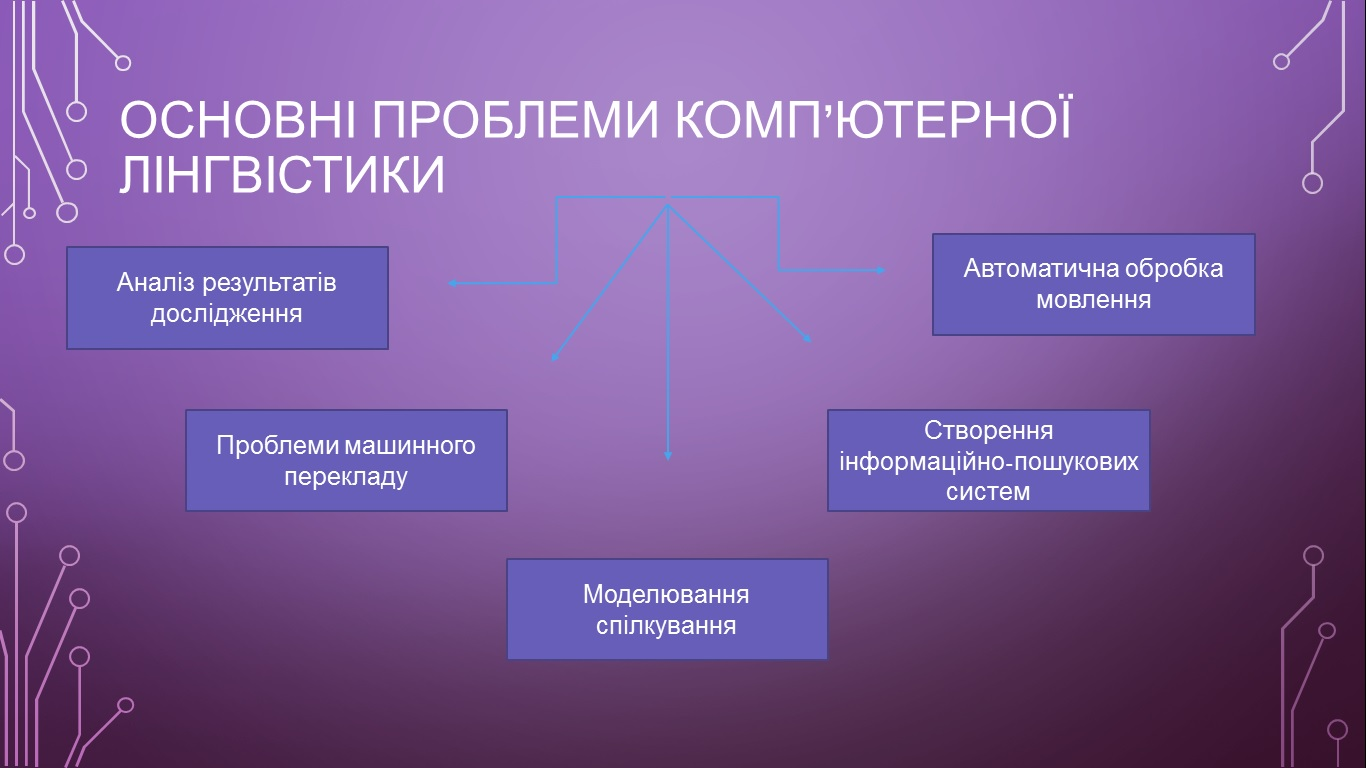 ОСНОВНІ ПРОБЛЕМИ КОМП’ЮТЕРНОЇ
ЛІНГВІСТИКИ
Аналіз результатів
дослідження
Автоматична обробка
мовлення
Проблеми машинного
перекладу
Створення
інформаційно-пошукових
систем
Моделювання
спілкування